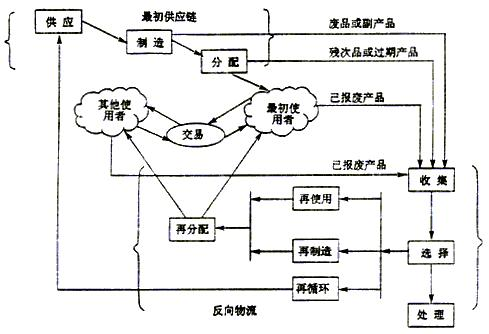 最初供应链
供应
制造
分配
废品或副产品
残次品或过期产品
其他使
用者
交易
最初使
用者
已报废产品
已报废产品
收集
再使用
再分配
再制造
选择
再循环
反向物流
处理